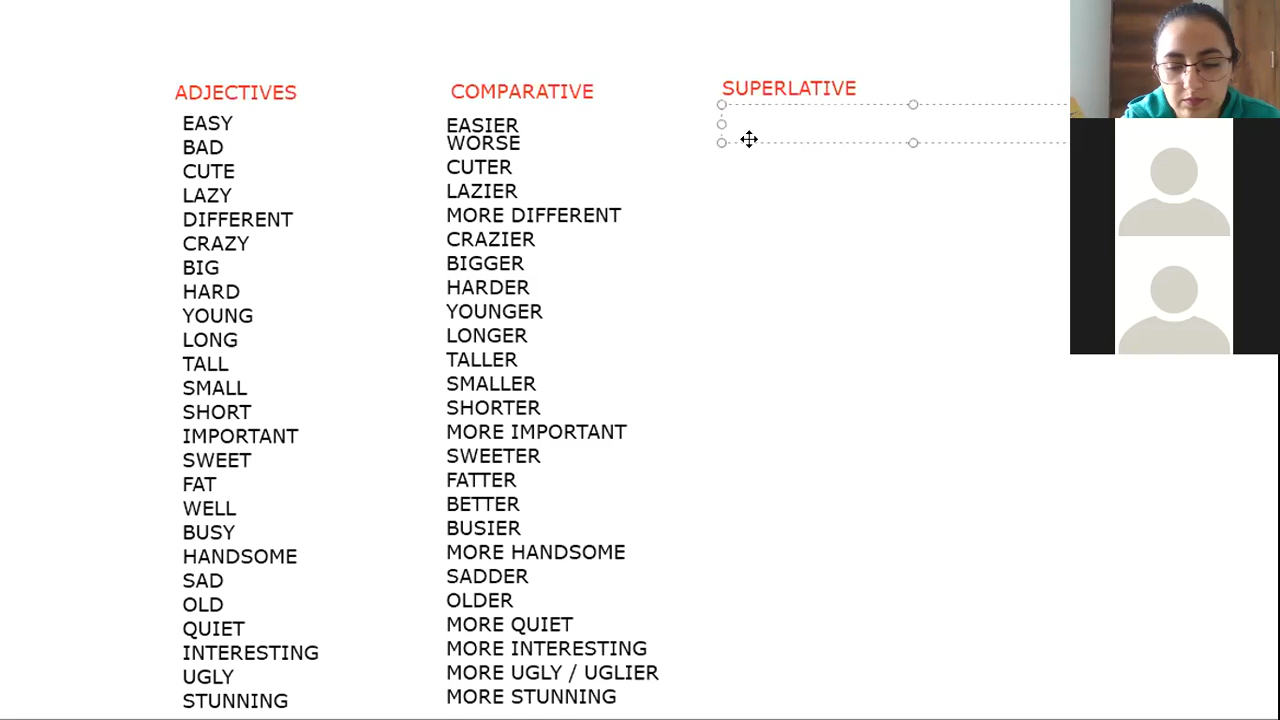 ADJECTIVES COMPARATIVE SUPERLATIVE
EASY EASIER
BAD WORSE
CUTE CUTER
LAZY LAZIER
DIFFERENT MORE DIFFERENT
CRAZY CRAZIER
BIG BIGGER
HARD HARDER
YOUNG YOUNGER
LONG LONGER
TALL TALLER
SMALL SMALLER
SHORT SHORTER
IMPORTANT MORE IMPORTANT
SWEET SWEETER
FAT FATTER
WELL BETTER
BUSY BUSIER
HANDSOME MORE HANDSOME
SAD SADDER
OLD OLDER
QUIET MORE QUIET
INTERESTING MORE INTERESTING
UGLY MORE UGLY / UGLIER
STUNNING MORE STUNNING